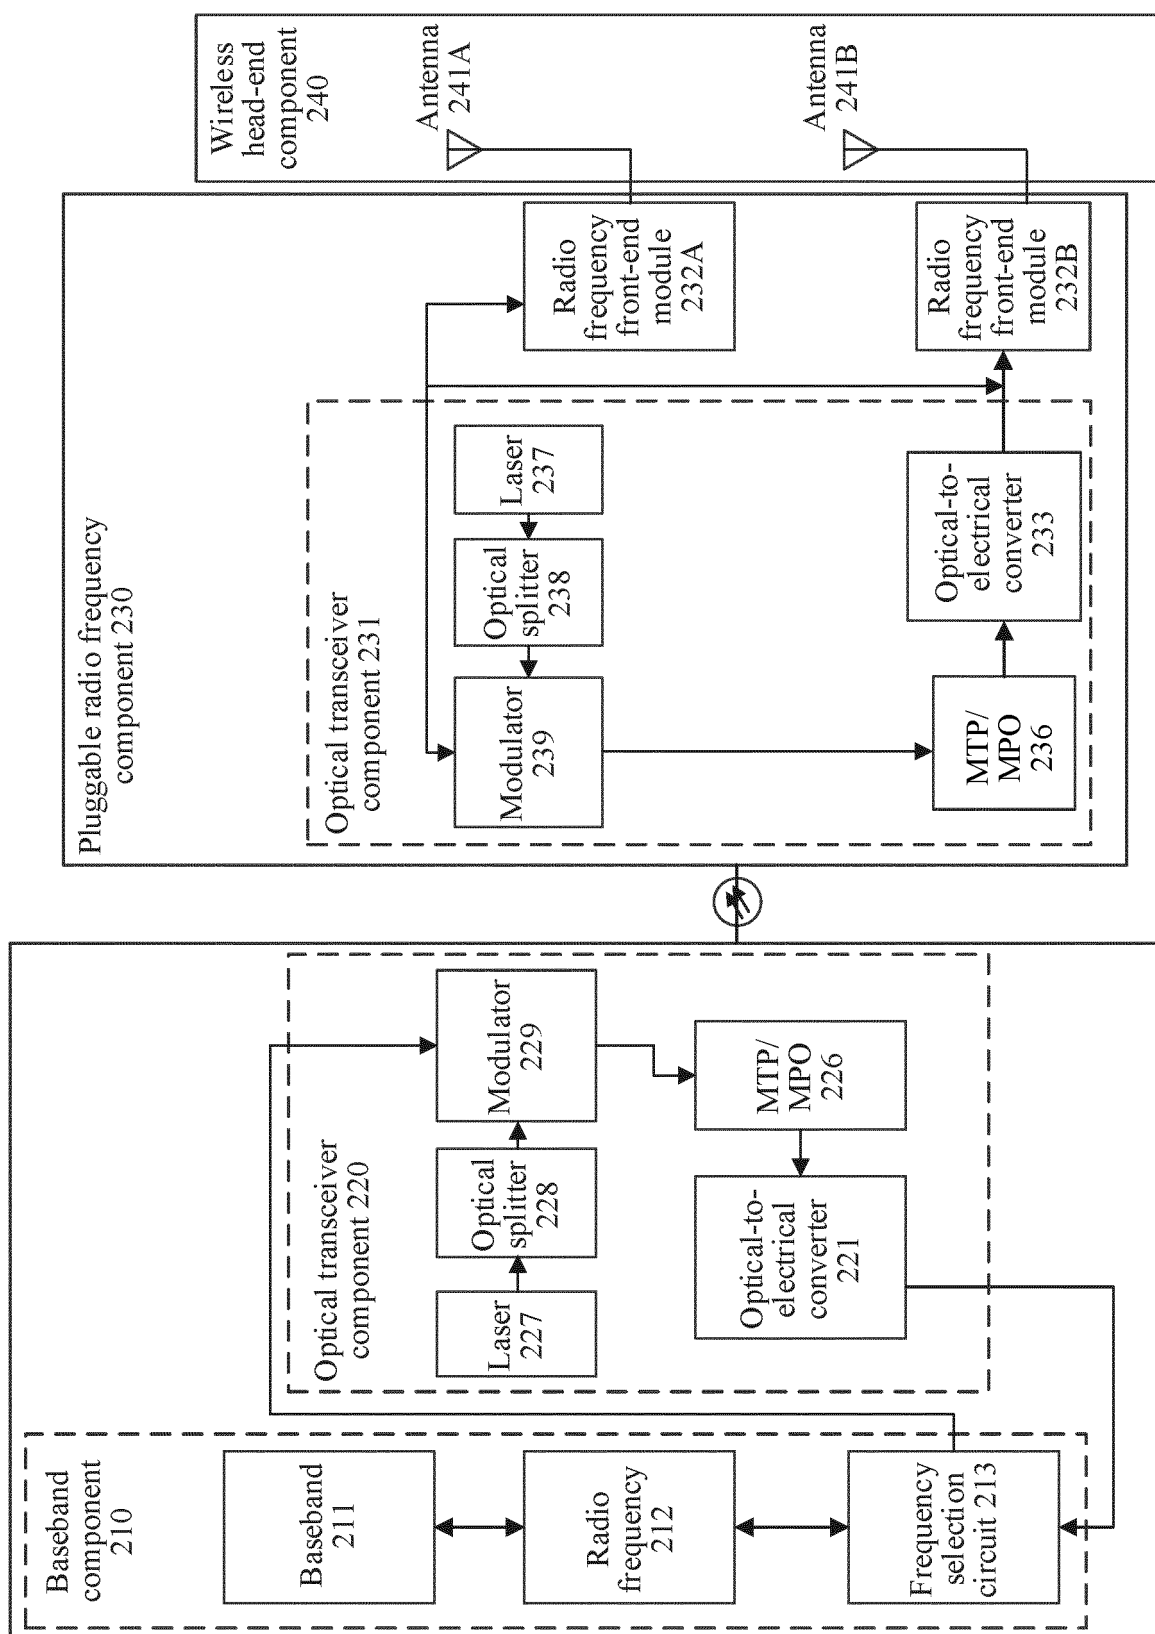 Baseband
component
210
Baseband
211
Radio
frequency
212
Frequency
selection
circuit 213
Optical transceiver
component 220
Laser
227
Optical
splitter
228
Modulator
229
MTP/
MPO
226
Optical-to-
electrical
converter
221
Pluggable radio frequency
component 230
Optical transceiver
component 231
Modulator
239
Optical
splitter
238
Laser
237
MTP/
MPO
236
Optical-to-
electrical
converter
233
Radio
frequency
front-end
module
232A
Radio
frequency
front-end
module
232B
Wireless
head-end
component
240
Antenna
241A
Antenna
241B